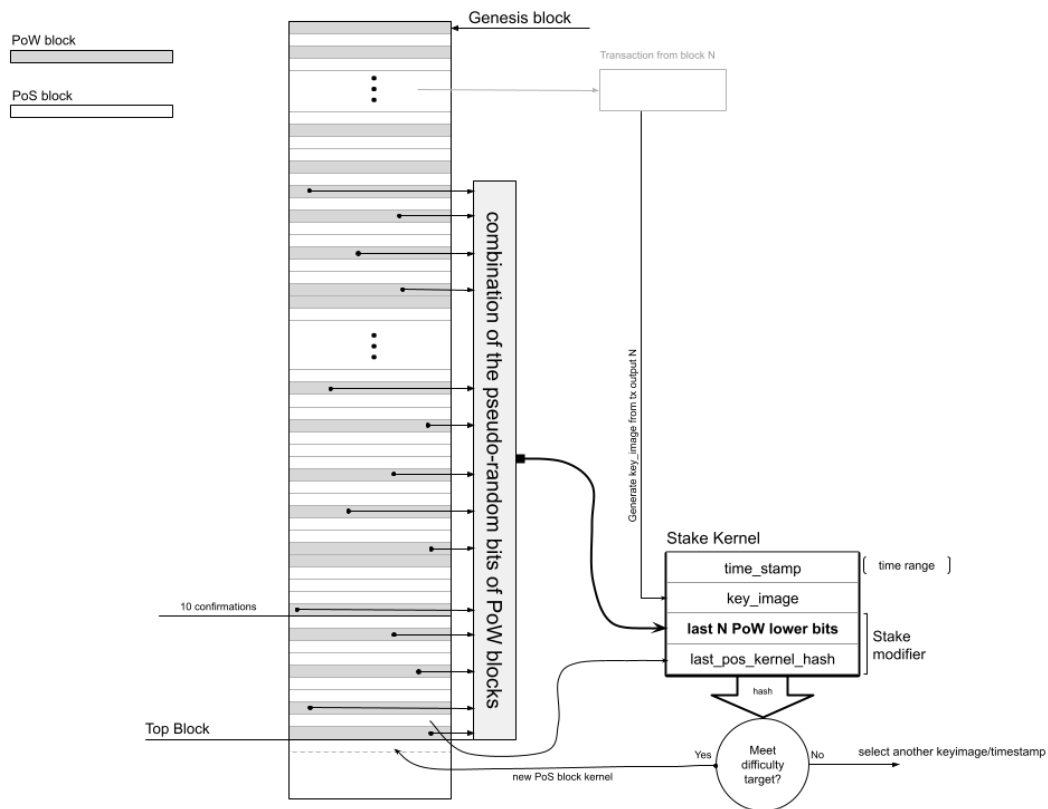 Genesis block
PoW block
Transaction from block N
PoS block
combination of the pseudo-random bits of PoW blocks
Generate key_image from tx output N
Stake Kernel
time_stamp
time range
key_image
last N PoW lower bits
Stake
modifier
last_pos_kernel_hash
10 confirmations
hash
Top Block
Meet
difficulty
target?
Yes
No
select another keyimage/timestamp
new PoS block kernel